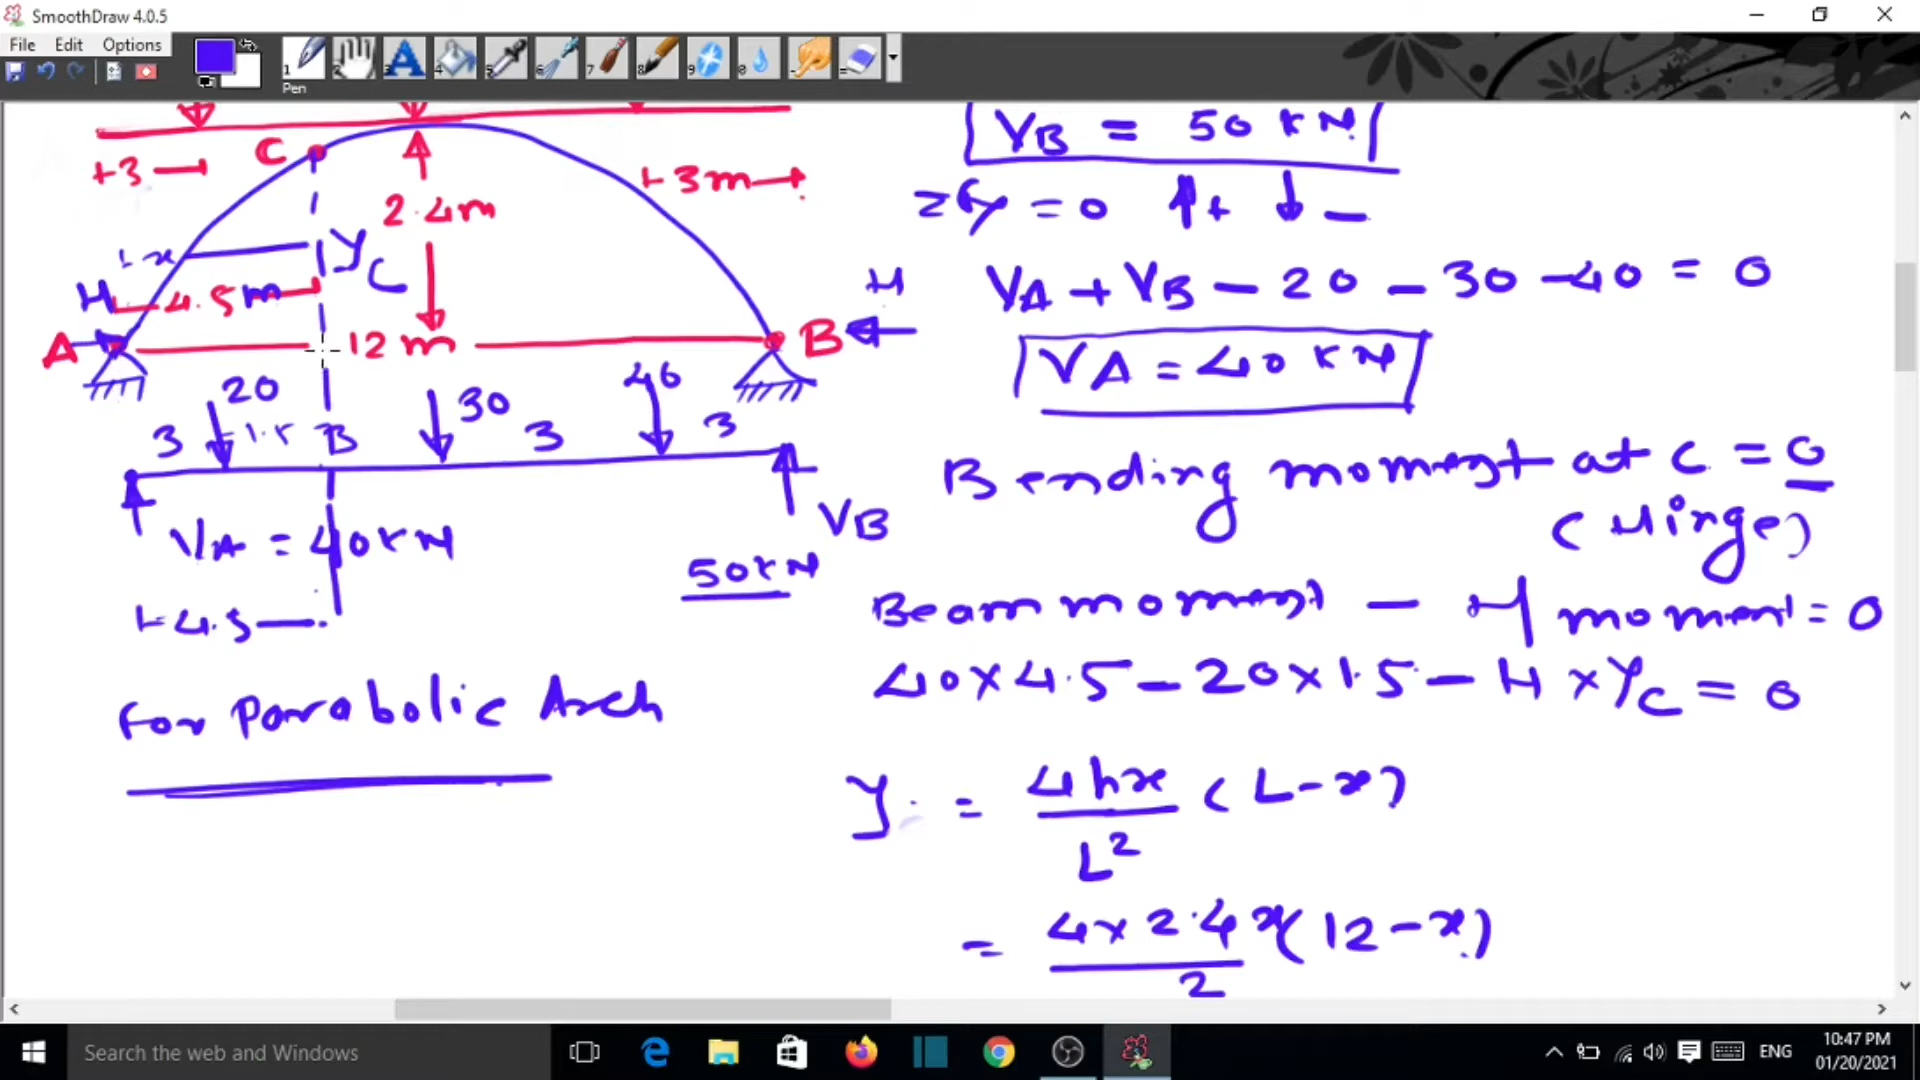 SmoothDraw 4.0.5
File Edit Options
Pen
+3
C
2.4m
+3m
x
yc
H
4.5m
H
A
12 m
B
20
30
40
3
1.5
B
3
3
VA = 40KN
VB
50KN
4.5
For Parabolic Arch
VB = 50 KN
ΣFy = 0 ↑+ ↓ -
VA + VB - 20 - 30 - 40 = 0
VA = 40 KN
Bending moment at C = 0
(Hinge)
Beam moment - H moment = 0
40 x 4.5 - 20 x 1.5 - H x YC = 0
y = 4hx/L² (L - x)
= 4 x 2.4 x (12 - x)
2
Search the web and Windows
ENG
10:47 PM
01/20/2021